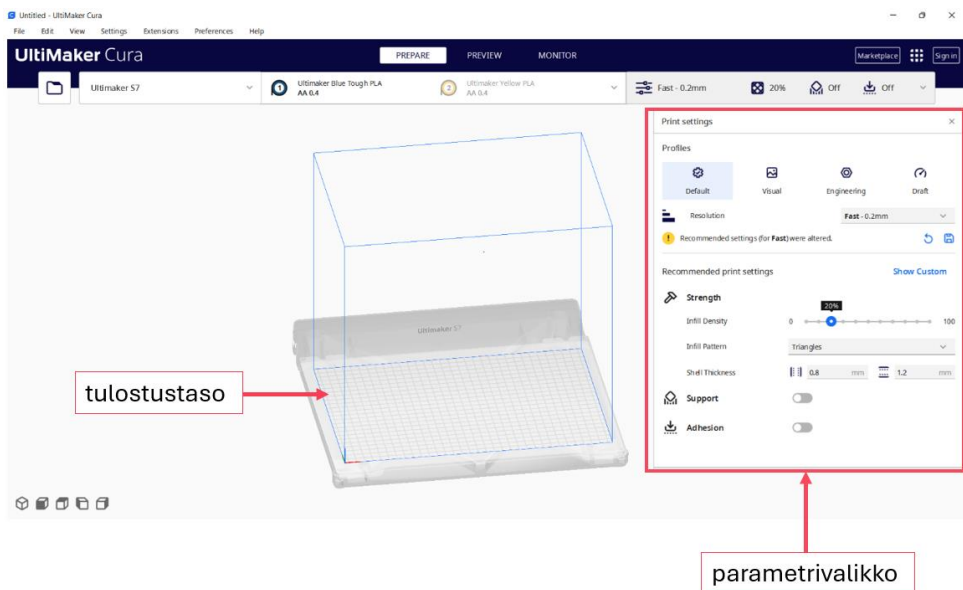 Untitled - UltiMaker Cura
File Edit View Settings Extensions Preferences Help
UltiMaker Cura PREPARE PREVIEW MONITOR Marketplace Sign in
Ultimaker S7
1 Ultimaker Blue Tough PLA
AA 0.4
2 Ultimaker Yellow PLA
AA 0.4
Fast - 0.2mm 20% Off Off
Print settings
Profiles
Default Visual Engineering Draft
Resolution Fast - 0.2mm
Recommended settings (for Fast) were altered.
Recommended print settings Show Custom
Strength
20%
Infill Density 0 100
Infill Pattern Triangles
Shell Thickness 0.8 mm 1.2 mm
Support
Adhesion
Ultimaker S7
tulostustaso
parametrivalikko